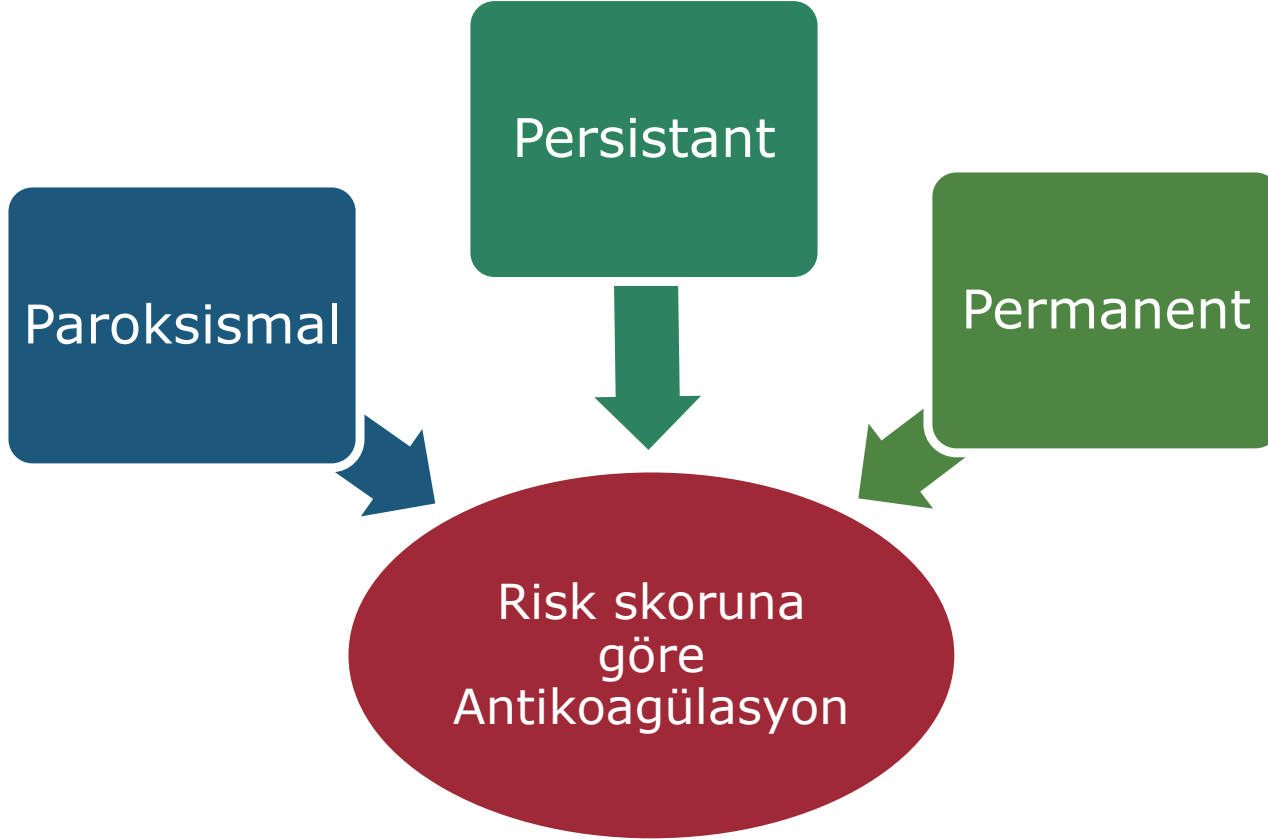 Persistant
Paroksismal
Permanent
Risk skoruna
göre
Antikoagülasyon